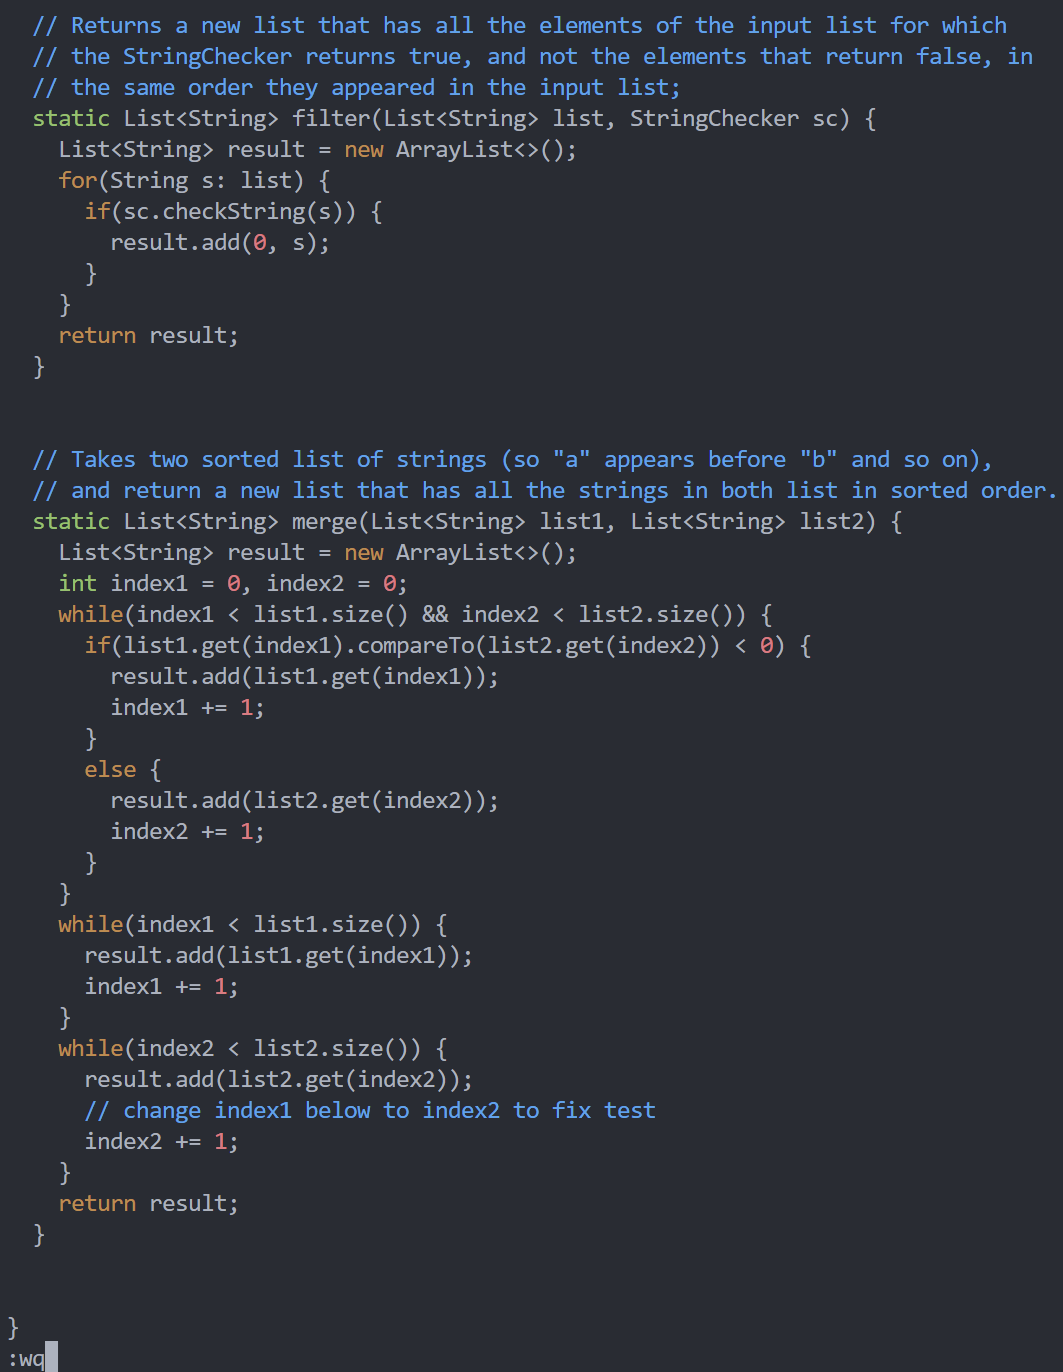 // Returns a new list that has all the elements of the input list for which
// the StringChecker returns true, and not the elements that return false, in
// the same order they appeared in the input list;
static List<String> filter(List<String> list, StringChecker sc) {
List<String> result = new ArrayList<>();
for(String s: list) {
if(sc.checkString(s)) {
result.add(0, s);
}
}
return result;
}
// Takes two sorted list of strings (so "a" appears before "b" and so on),
// and return a new list that has all the strings in both list in sorted order.
static List<String> merge(List<String> list1, List<String> list2) {
List<String> result = new ArrayList<>();
int index1 = 0, index2 = 0;
while(index1 < list1.size() && index2 < list2.size()) {
if(list1.get(index1).compareTo(list2.get(index2)) < 0) {
result.add(list1.get(index1));
index1 += 1;
}
else {
result.add(list2.get(index2));
index2 += 1;
}
}
while(index1 < list1.size()) {
result.add(list1.get(index1));
index1 += 1;
}
while(index2 < list2.size()) {
result.add(list2.get(index2));
// change index1 below to index2 to fix test
index2 += 1;
}
return result;
}
}
:wq